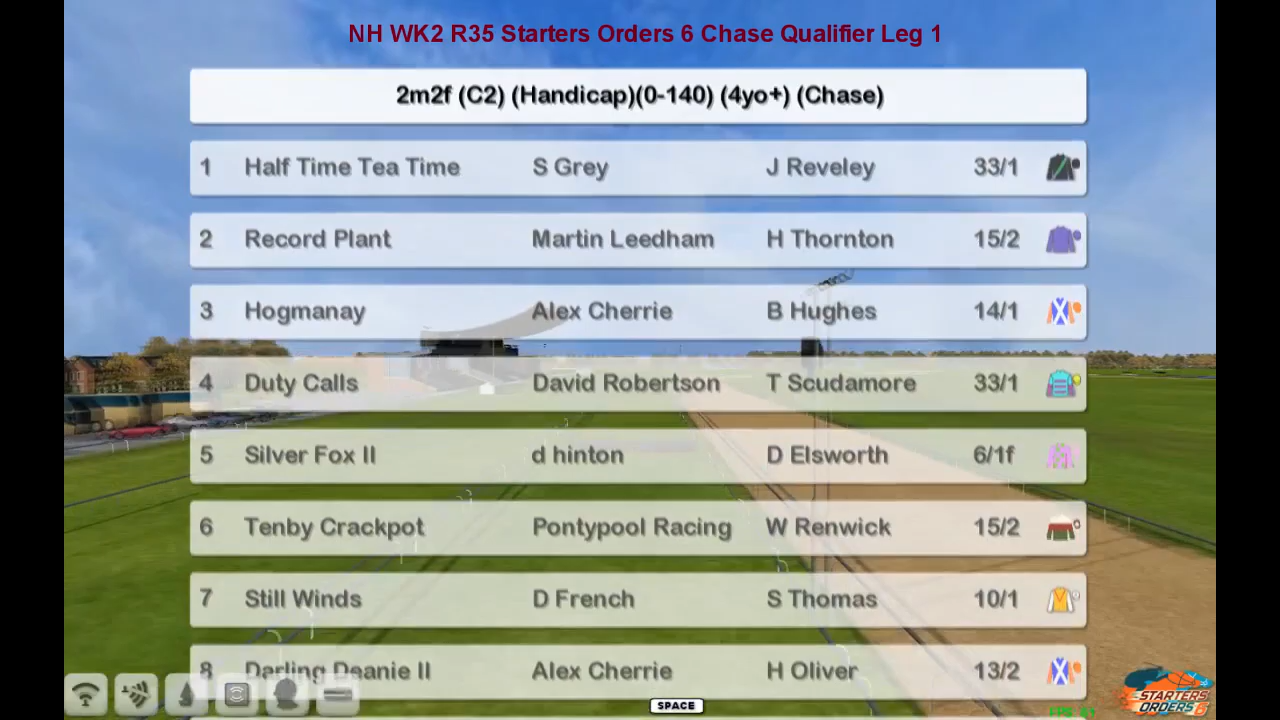 NH WK2 R35 Starters Orders 6 Chase Qualifier Leg 1
2m2f (C2) (Handicap)(0-140) (4yo+) (Chase)
1 Half Time Tea Time S Grey J Reveley 33/1
2 Record Plant Martin Leedham H Thornton 15/2
3 Hogmanay Alex Cherrie B Hughes 14/1
4 Duty Calls David Robertson T Scudamore 33/1
5 Silver Fox II d hinton D Elsworth 6/1f
6 Tenby Crackpot Pontypool Racing W Renwick 15/2
7 Still Winds D French S Thomas 10/1
8 Darling Deanie II Alex Cherrie H Oliver 13/2
SPACE
STARTERS
ORDERS 6